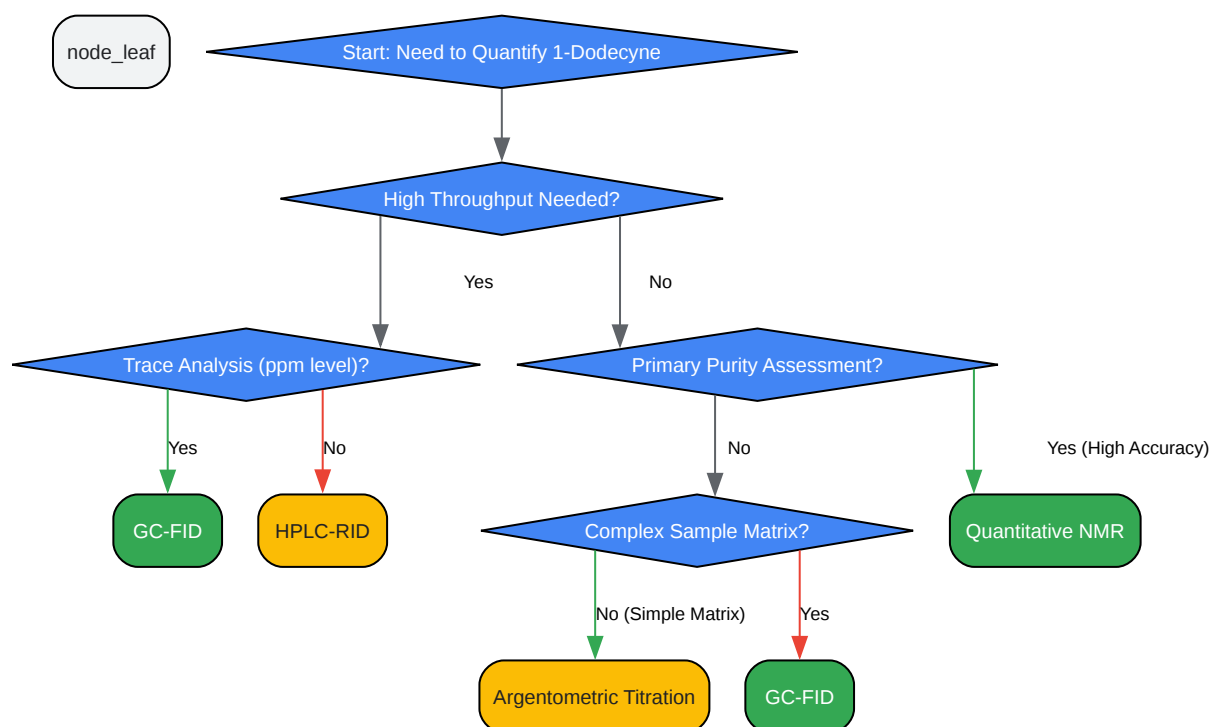 node_leaf
Start: Need to Quantify 1-Dodecyne
High Throughput Needed?
Yes
No
Trace Analysis (ppm level)?
Primary Purity Assessment?
Yes
No
No
Yes (High Accuracy)
GC-FID
HPLC-RID
Complex Sample Matrix?
Quantitative NMR
No (Simple Matrix)
Yes
Argentometric Titration
GC-FID